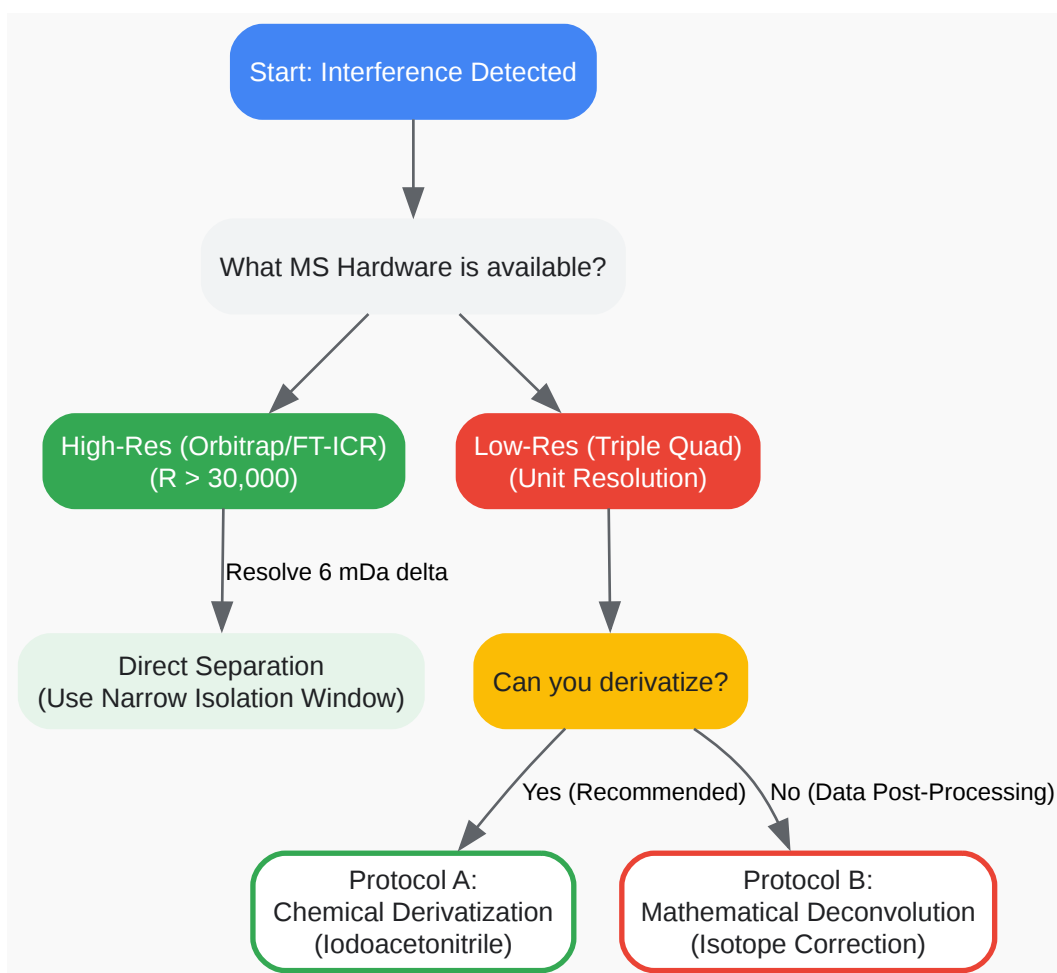 Start: Interference Detected
What MS Hardware is available?
High-Res (Orbitrap/FT-ICR)
(R > 30,000)
Low-Res (Triple Quad)
(Unit Resolution)
Resolve 6 mDa delta
Direct Separation
(Use Narrow Isolation Window)
Can you derivatize?
Yes (Recommended)
No (Data Post-Processing)
Protocol A:
Chemical Derivatization
(Iodoacetonitrile)
Protocol B:
Mathematical Deconvolution
(Isotope Correction)